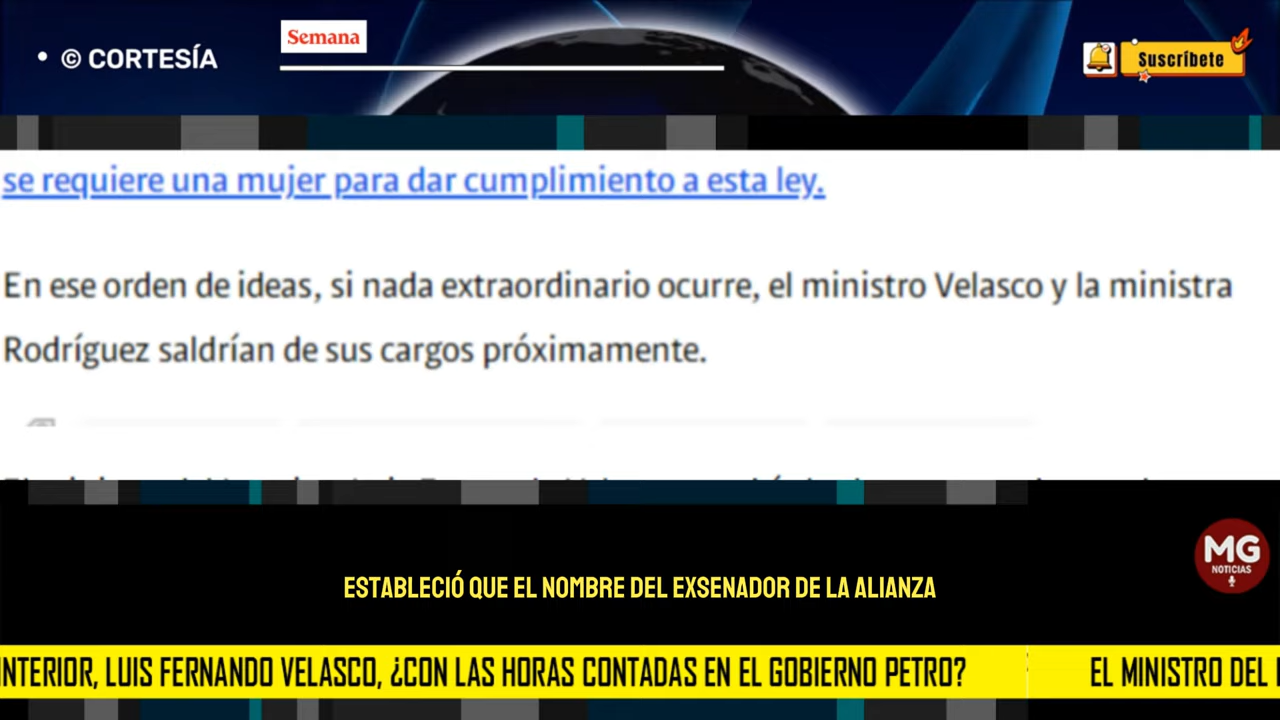 • © CORTESÍA
Semana
Suscríbete
se requiere una mujer para dar cumplimiento a esta ley.
En ese orden de ideas, si nada extraordinario ocurre, el ministro Velasco y la ministra
Rodríguez saldrían de sus cargos próximamente.
MG
NOTICIAS
ESTABLECIÓ QUE EL NOMBRE DEL EXSENADOR DE LA ALIANZA
INTERIOR, LUIS FERNANDO VELASCO, ¿CON LAS HORAS CONTADAS EN EL GOBIERNO PETRO? EL MINISTRO DEL